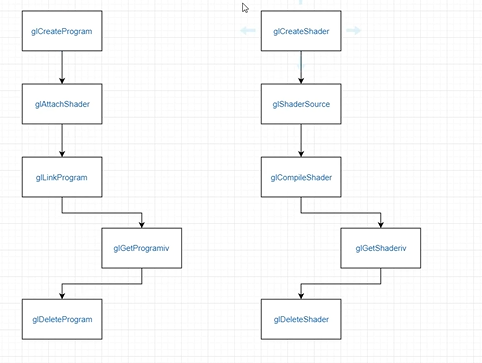 glCreateProgram
glAttachShader
glLinkProgram
glGetProgramiv
glDeleteProgram
glCreateShader
glShaderSource
glCompileShader
glGetShaderiv
glDeleteShader